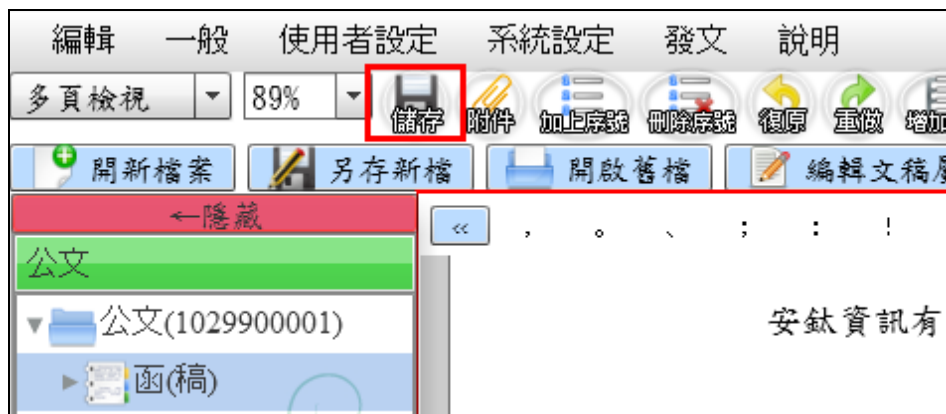 編輯 一般 使用者設定 系統設定 發文 說明
多頁檢視 89% 儲存 附件 加上序號 刪除序號 復原 重做 增加
開新檔案 另存新檔 開啟舊檔 編輯文稿
←隱藏 « , 。 、 ; : !
公文
公文(1029900001)
安鈦資訊有
函(稿)